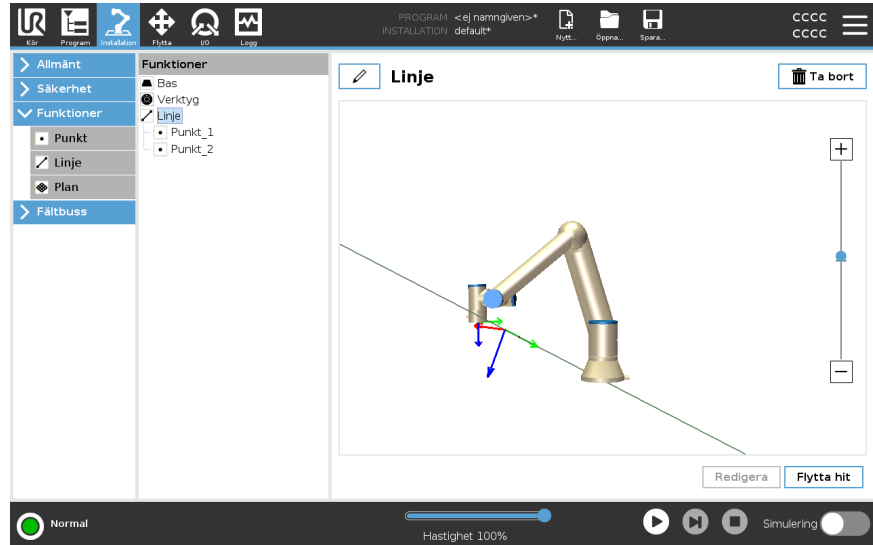 PROGRAM <ej namngiven>*
INSTALLATION default*
CCCC
CCCC
Kör
Program
Installation
Flytta
I/O
Logg
Nytt...
Öppna...
Spara...
Allmänt
Säkerhet
Funktioner
Punkt
Linje
Plan
Fältbuss
Funktioner
Bas
Verktyg
Linje
Punkt_1
Punkt_2
Linje
Ta bort
Redigera
Flytta hit
Normal
Hastighet 100%
Simulering